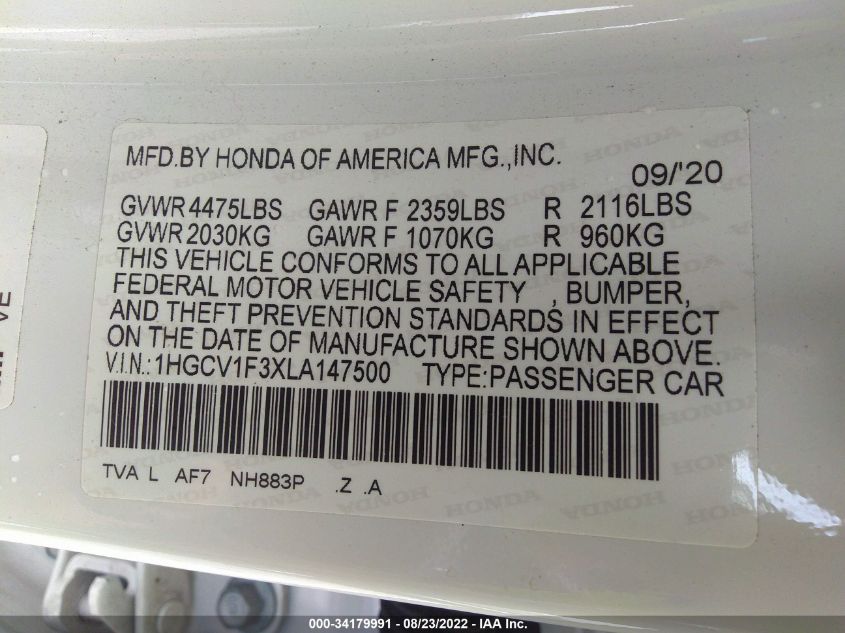 MFD.BY HONDA OF AMERICA MFG.,INC.
09/'20
GVWR 4475LBS GAWR F 2359LBS R 2116LBS
GVWR 2030KG GAWR F 1070KG R 960KG
THIS VEHICLE CONFORMS TO ALL APPLICABLE
FEDERAL MOTOR VEHICLE SAFETY , BUMPER,
AND THEFT PREVENTION STANDARDS IN EFFECT
ON THE DATE OF MANUFACTURE SHOWN ABOVE.
V.I.N.:1HGCV1F3XLA147500 TYPE:PASSENGER CAR
TVA L AF7 NH883P .Z .A
VE
000-34179991 - 08/23/2022 - IAA Inc.